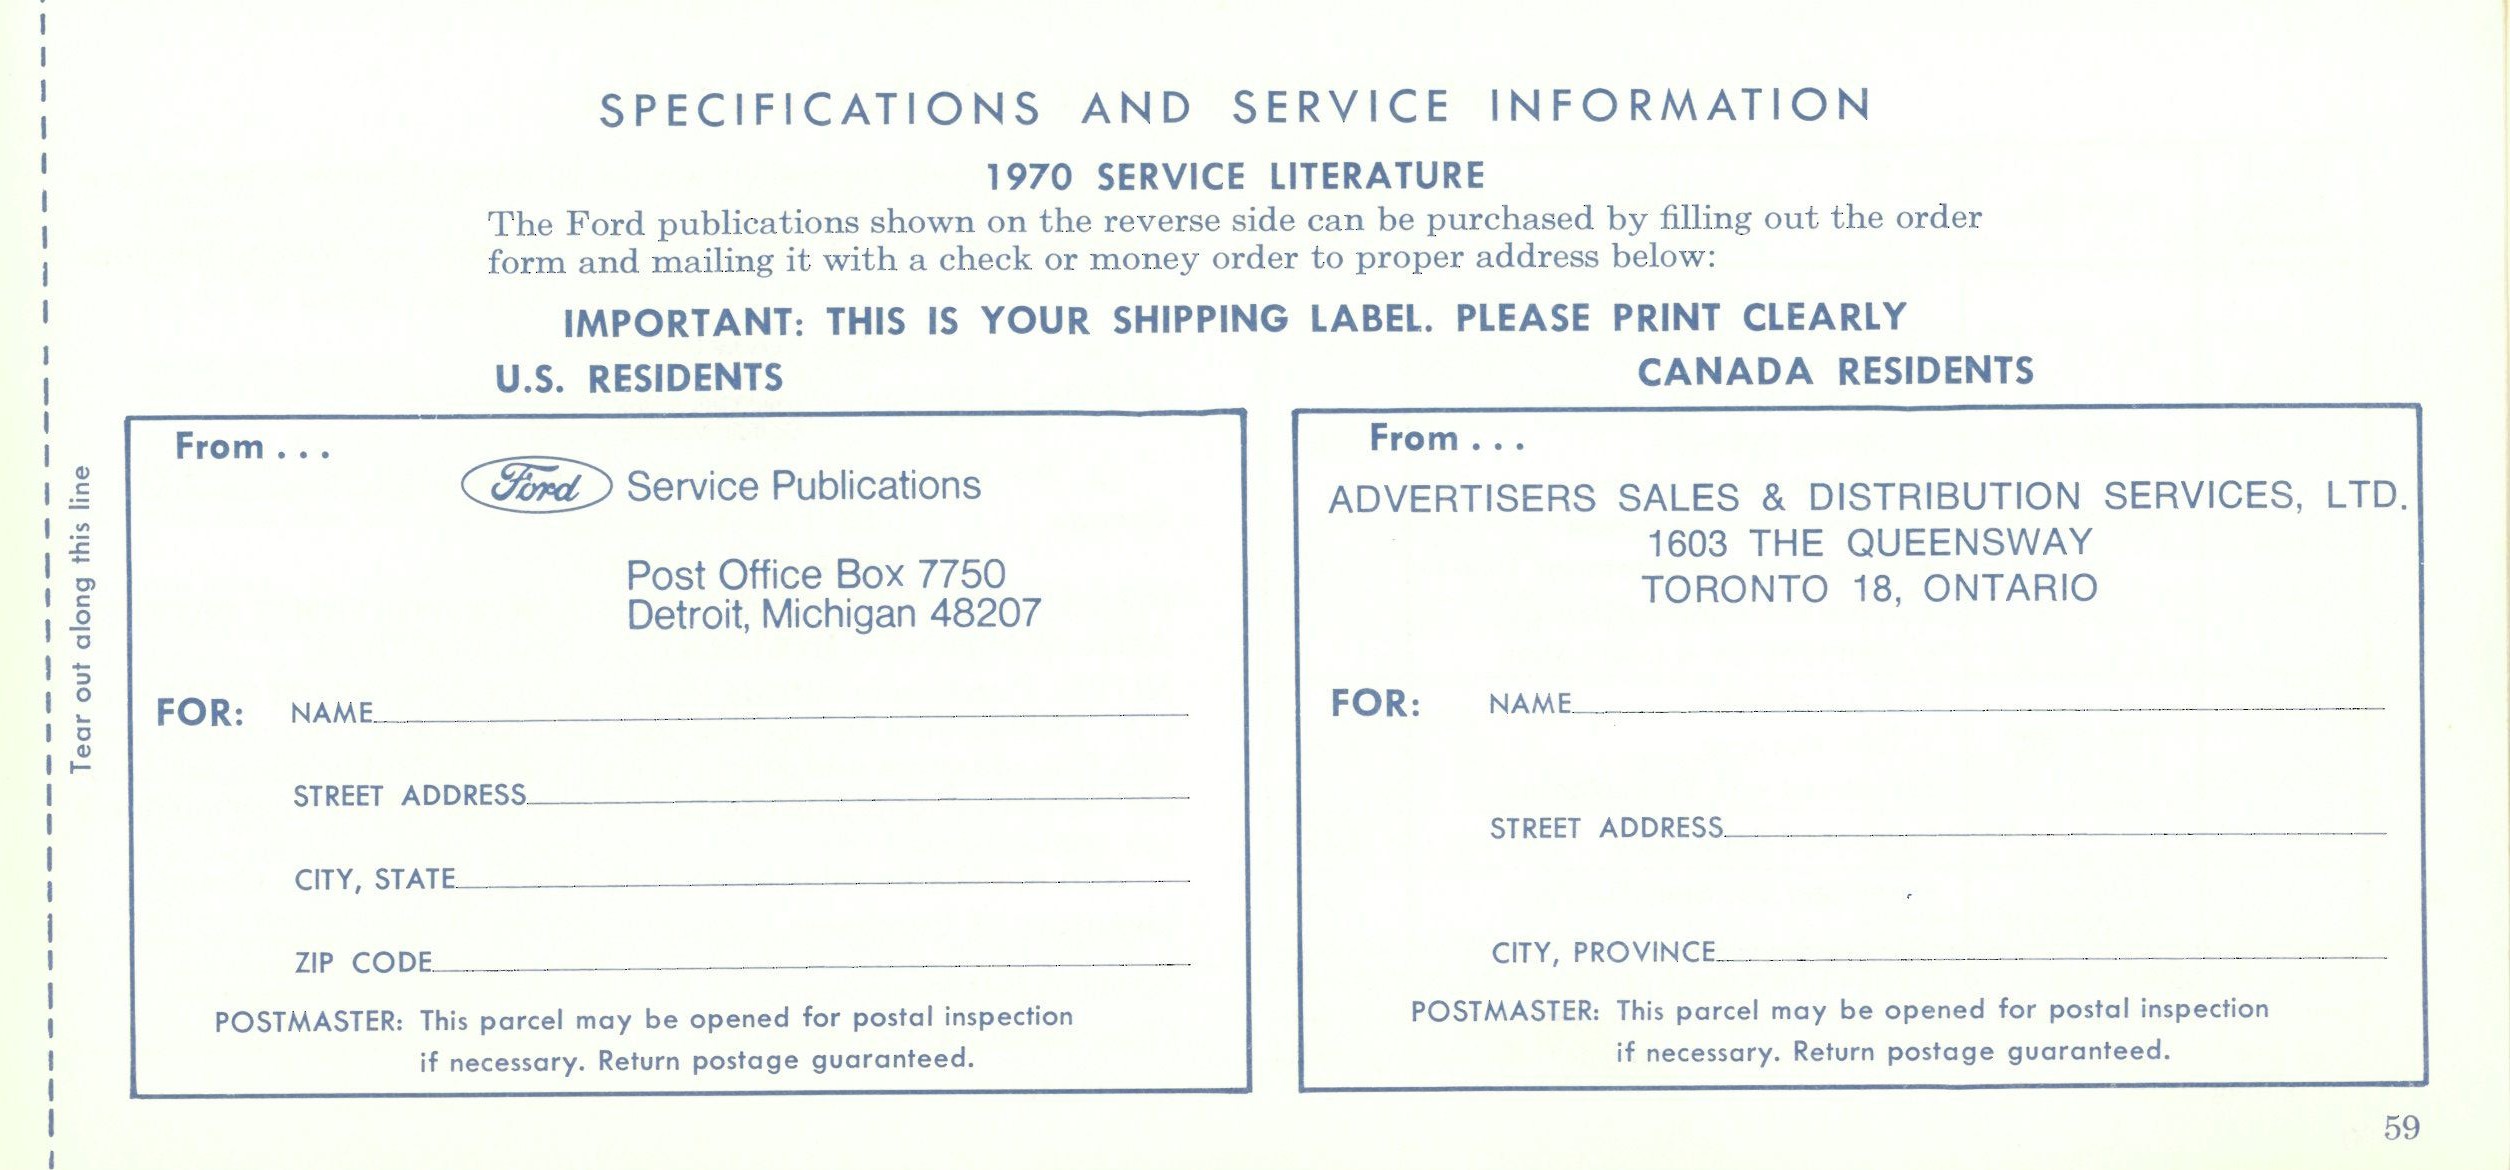 SPECIFICATIONS AND SERVICE INFORMATION
1970 SERVICE LITERATURE
The Ford publications shown on the reverse side can be purchased by filling out the order
form and mailing it with a check or money order to proper address below:
IMPORTANT: THIS IS YOUR SHIPPING LABEL. PLEASE PRINT CLEARLY
U.S. RESIDENTS
From . . .
Ford Service Publications
Post Office Box 7750
Detroit, Michigan 48207
FOR: NAME
STREET ADDRESS
CITY, STATE
ZIP CODE
POSTMASTER: This parcel may be opened for postal inspection
if necessary. Return postage guaranteed.
CANADA RESIDENTS
From . . .
ADVERTISERS SALES & DISTRIBUTION SERVICES, LTD.
1603 THE QUEENSWAY
TORONTO 18, ONTARIO
FOR: NAME
STREET ADDRESS
CITY, PROVINCE
POSTMASTER: This parcel may be opened for postal inspection
if necessary. Return postage guaranteed.
Tear out along this line
59